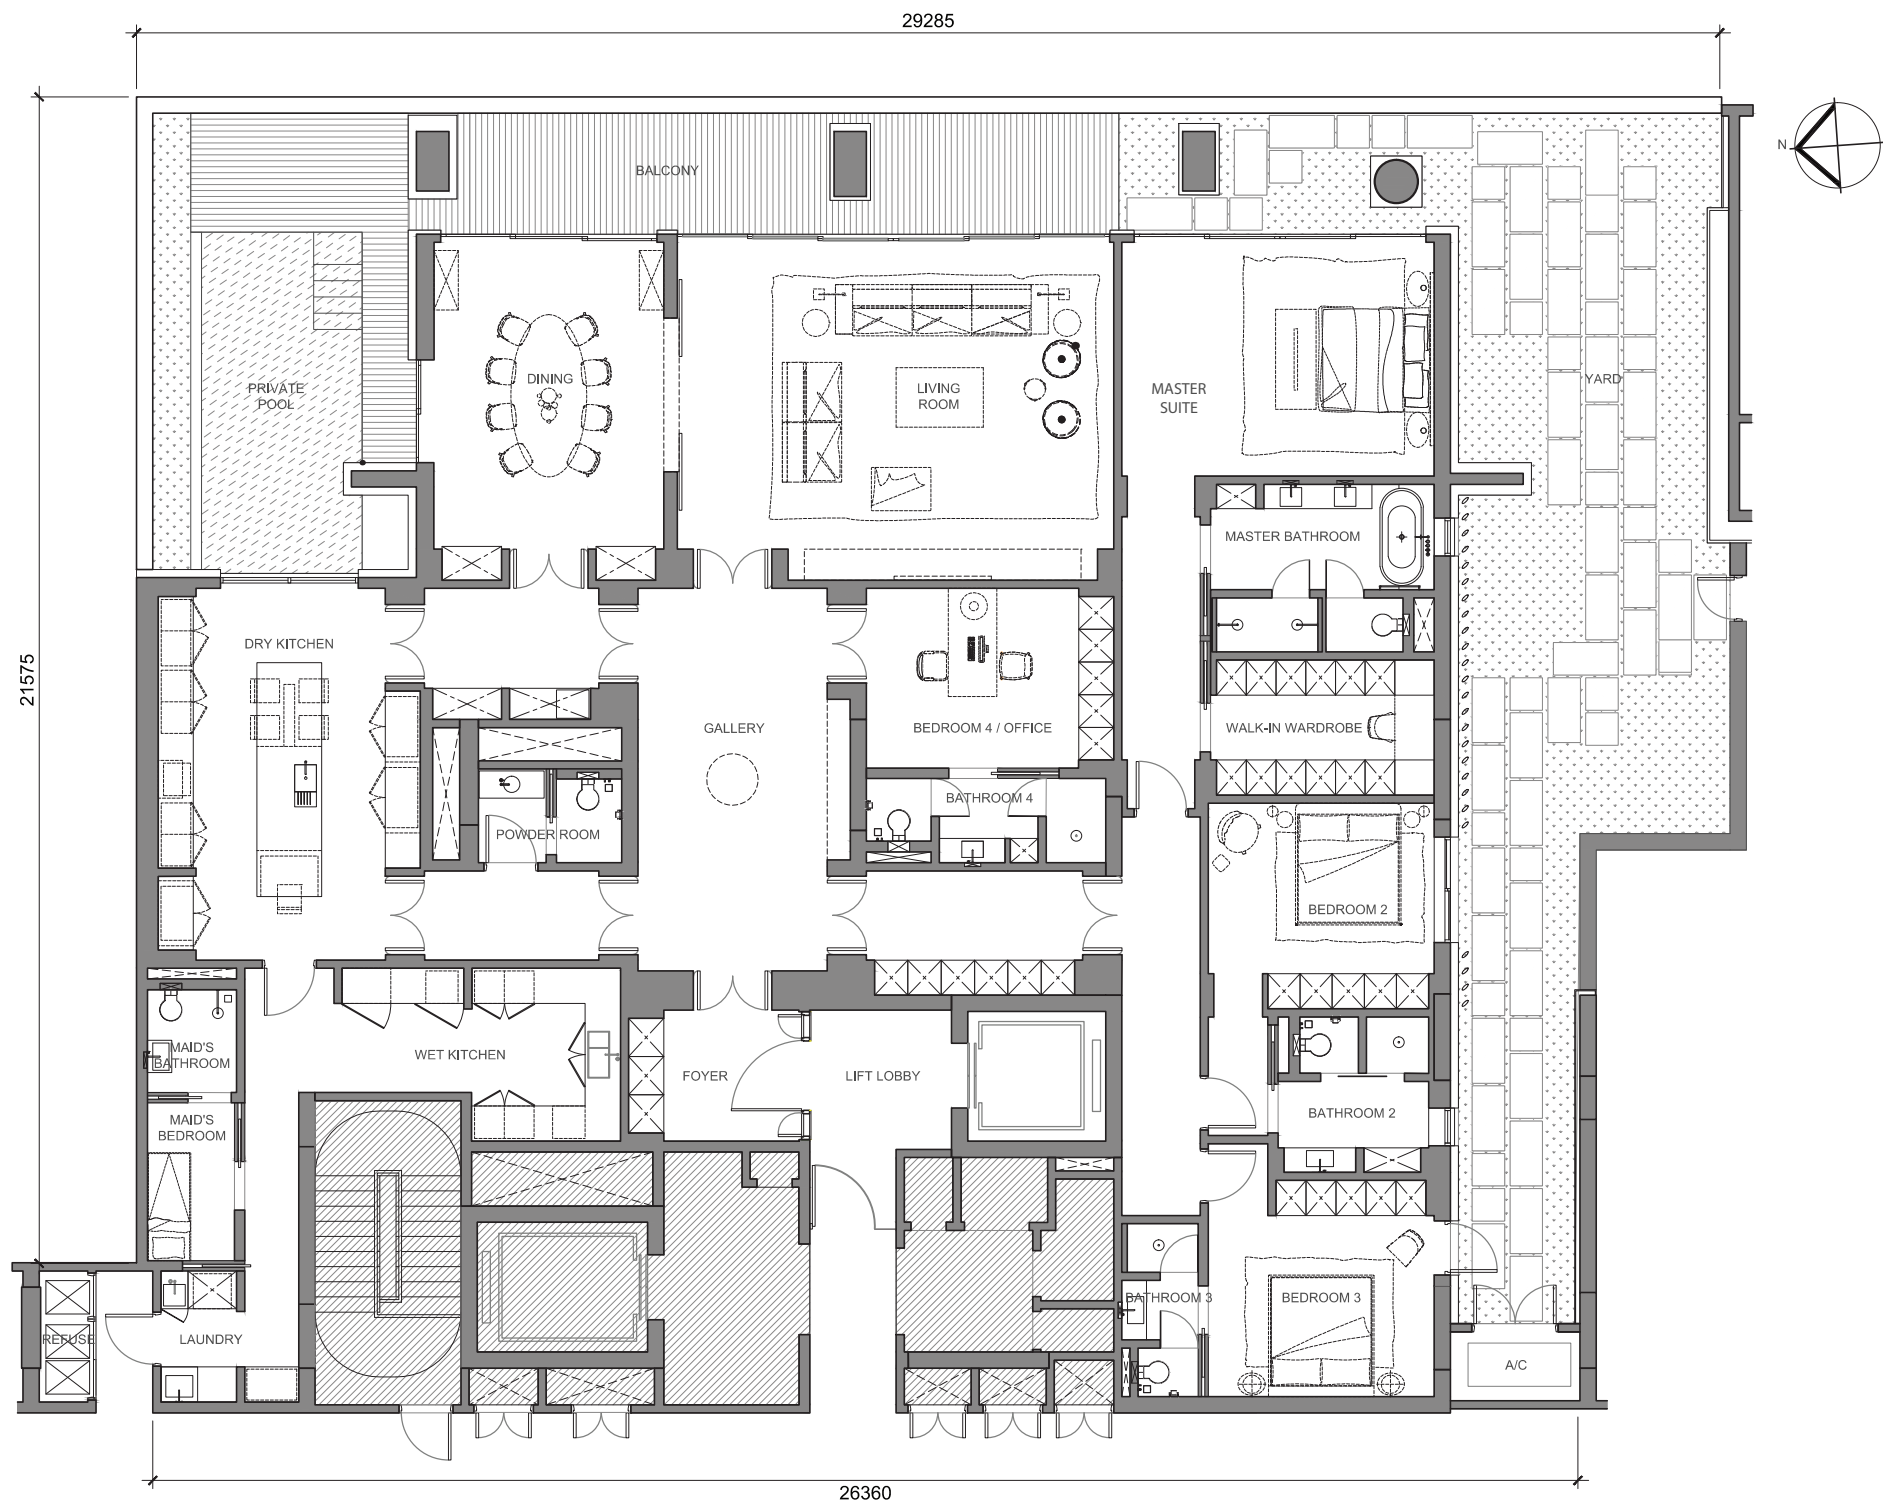 29285
N
BALCONY
PRIVATE
POOL
DINING
LIVING
ROOM
MASTER
SUITE
YARD
MASTER BATHROOM
21575
DRY KITCHEN
GALLERY
BEDROOM 4 / OFFICE
WALK-IN WARDROBE
BATHROOM 4
POWDER ROOM
BEDROOM 2
MAID'S
BATHROOM
WET KITCHEN
FOYER
LIFT LOBBY
MAID'S
BEDROOM
BATHROOM 2
BATHROOM 3
BEDROOM 3
REFUSE
LAUNDRY
A/C
26360